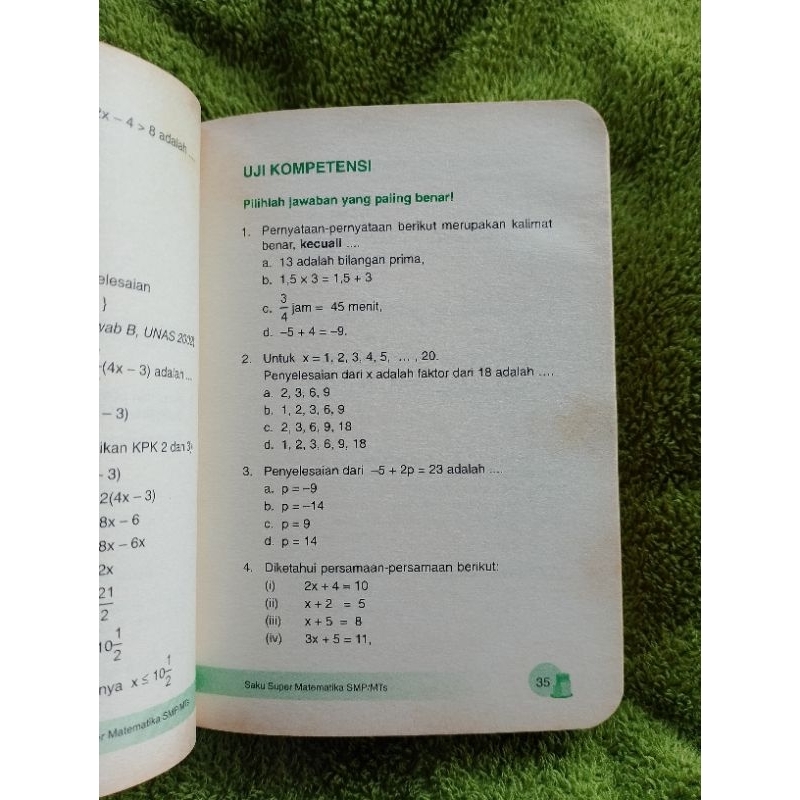 2x – 4 > 8 adalah ....
elesaian
}
vab B, UNAS
(4x – 3) adalan ...
– 3)
ikan KPK 2 dan 3
- 3)
2(4x – 3)
8x – 6
8x – 6x
2x
21
2
10 1/2
nya x ≤ 10 1/2
er Matematika SMP/MTs
UJI KOMPETENSI
Pilihlah jawaban yang paling benar!
1. Pernyataan-pernyataan berikut merupakan kalimat
benar, kecuali ....
a. 13 adalah bilangan prima,
b. 1,5 x 3 = 1,5 + 3
c. 3/4 jam = 45 menit,
d. –5 + 4 = –9.
2. Untuk x = 1, 2, 3, 4, 5, ... , 20.
Penyelesaian dari x adalah faktor dari 18 adalah ....
a. 2, 3, 6, 9
b. 1, 2, 3, 6, 9
c. 2, 3, 6, 9, 18
d. 1, 2, 3, 6, 9, 18
3. Penyelesaian dari –5 + 2p = 23 adalah ....
a. p = –9
b. p = –14
c. p = 9
d. p = 14
4. Diketahui persamaan-persamaan berikut:
(i) 2x + 4 = 10
(ii) x + 2 = 5
(iii) x + 5 = 8
(iv) 3x + 5 = 11,
Saku Super Matematika SMP/MTs
35